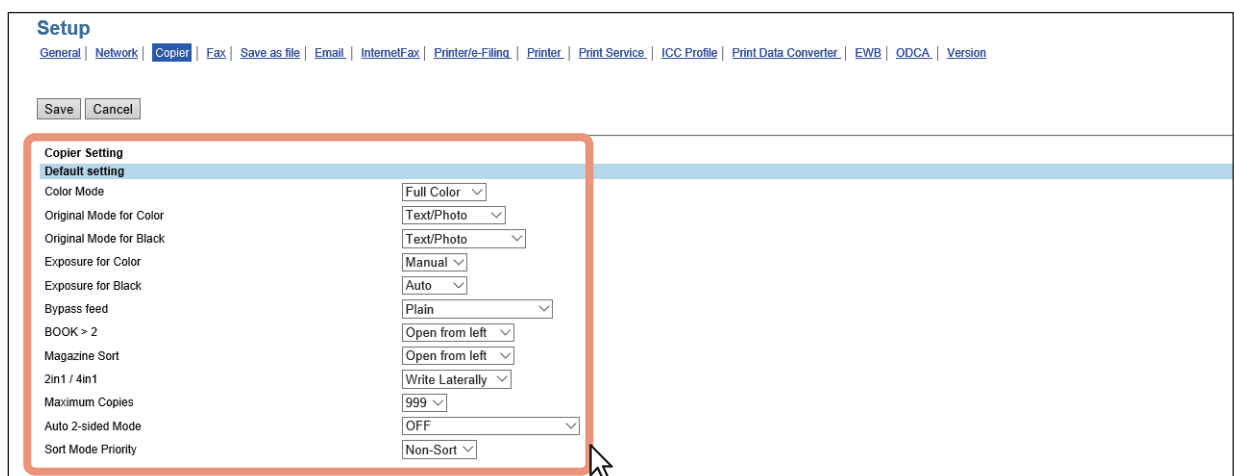 Setup
General | Network | Copier | Fax | Save as file | Email | InternetFax | Printer/e-Filing | Printer | Print Service | ICC Profile | Print Data Converter | EWB | ODCA | Version
Save Cancel
Copier Setting
Default setting
Color Mode Full Color
Original Mode for Color Text/Photo
Original Mode for Black Text/Photo
Exposure for Color Manual
Exposure for Black Auto
Bypass feed Plain
BOOK > 2 Open from left
Magazine Sort Open from left
2in1 / 4in1 Write Laterally
Maximum Copies 999
Auto 2-sided Mode OFF
Sort Mode Priority Non-Sort